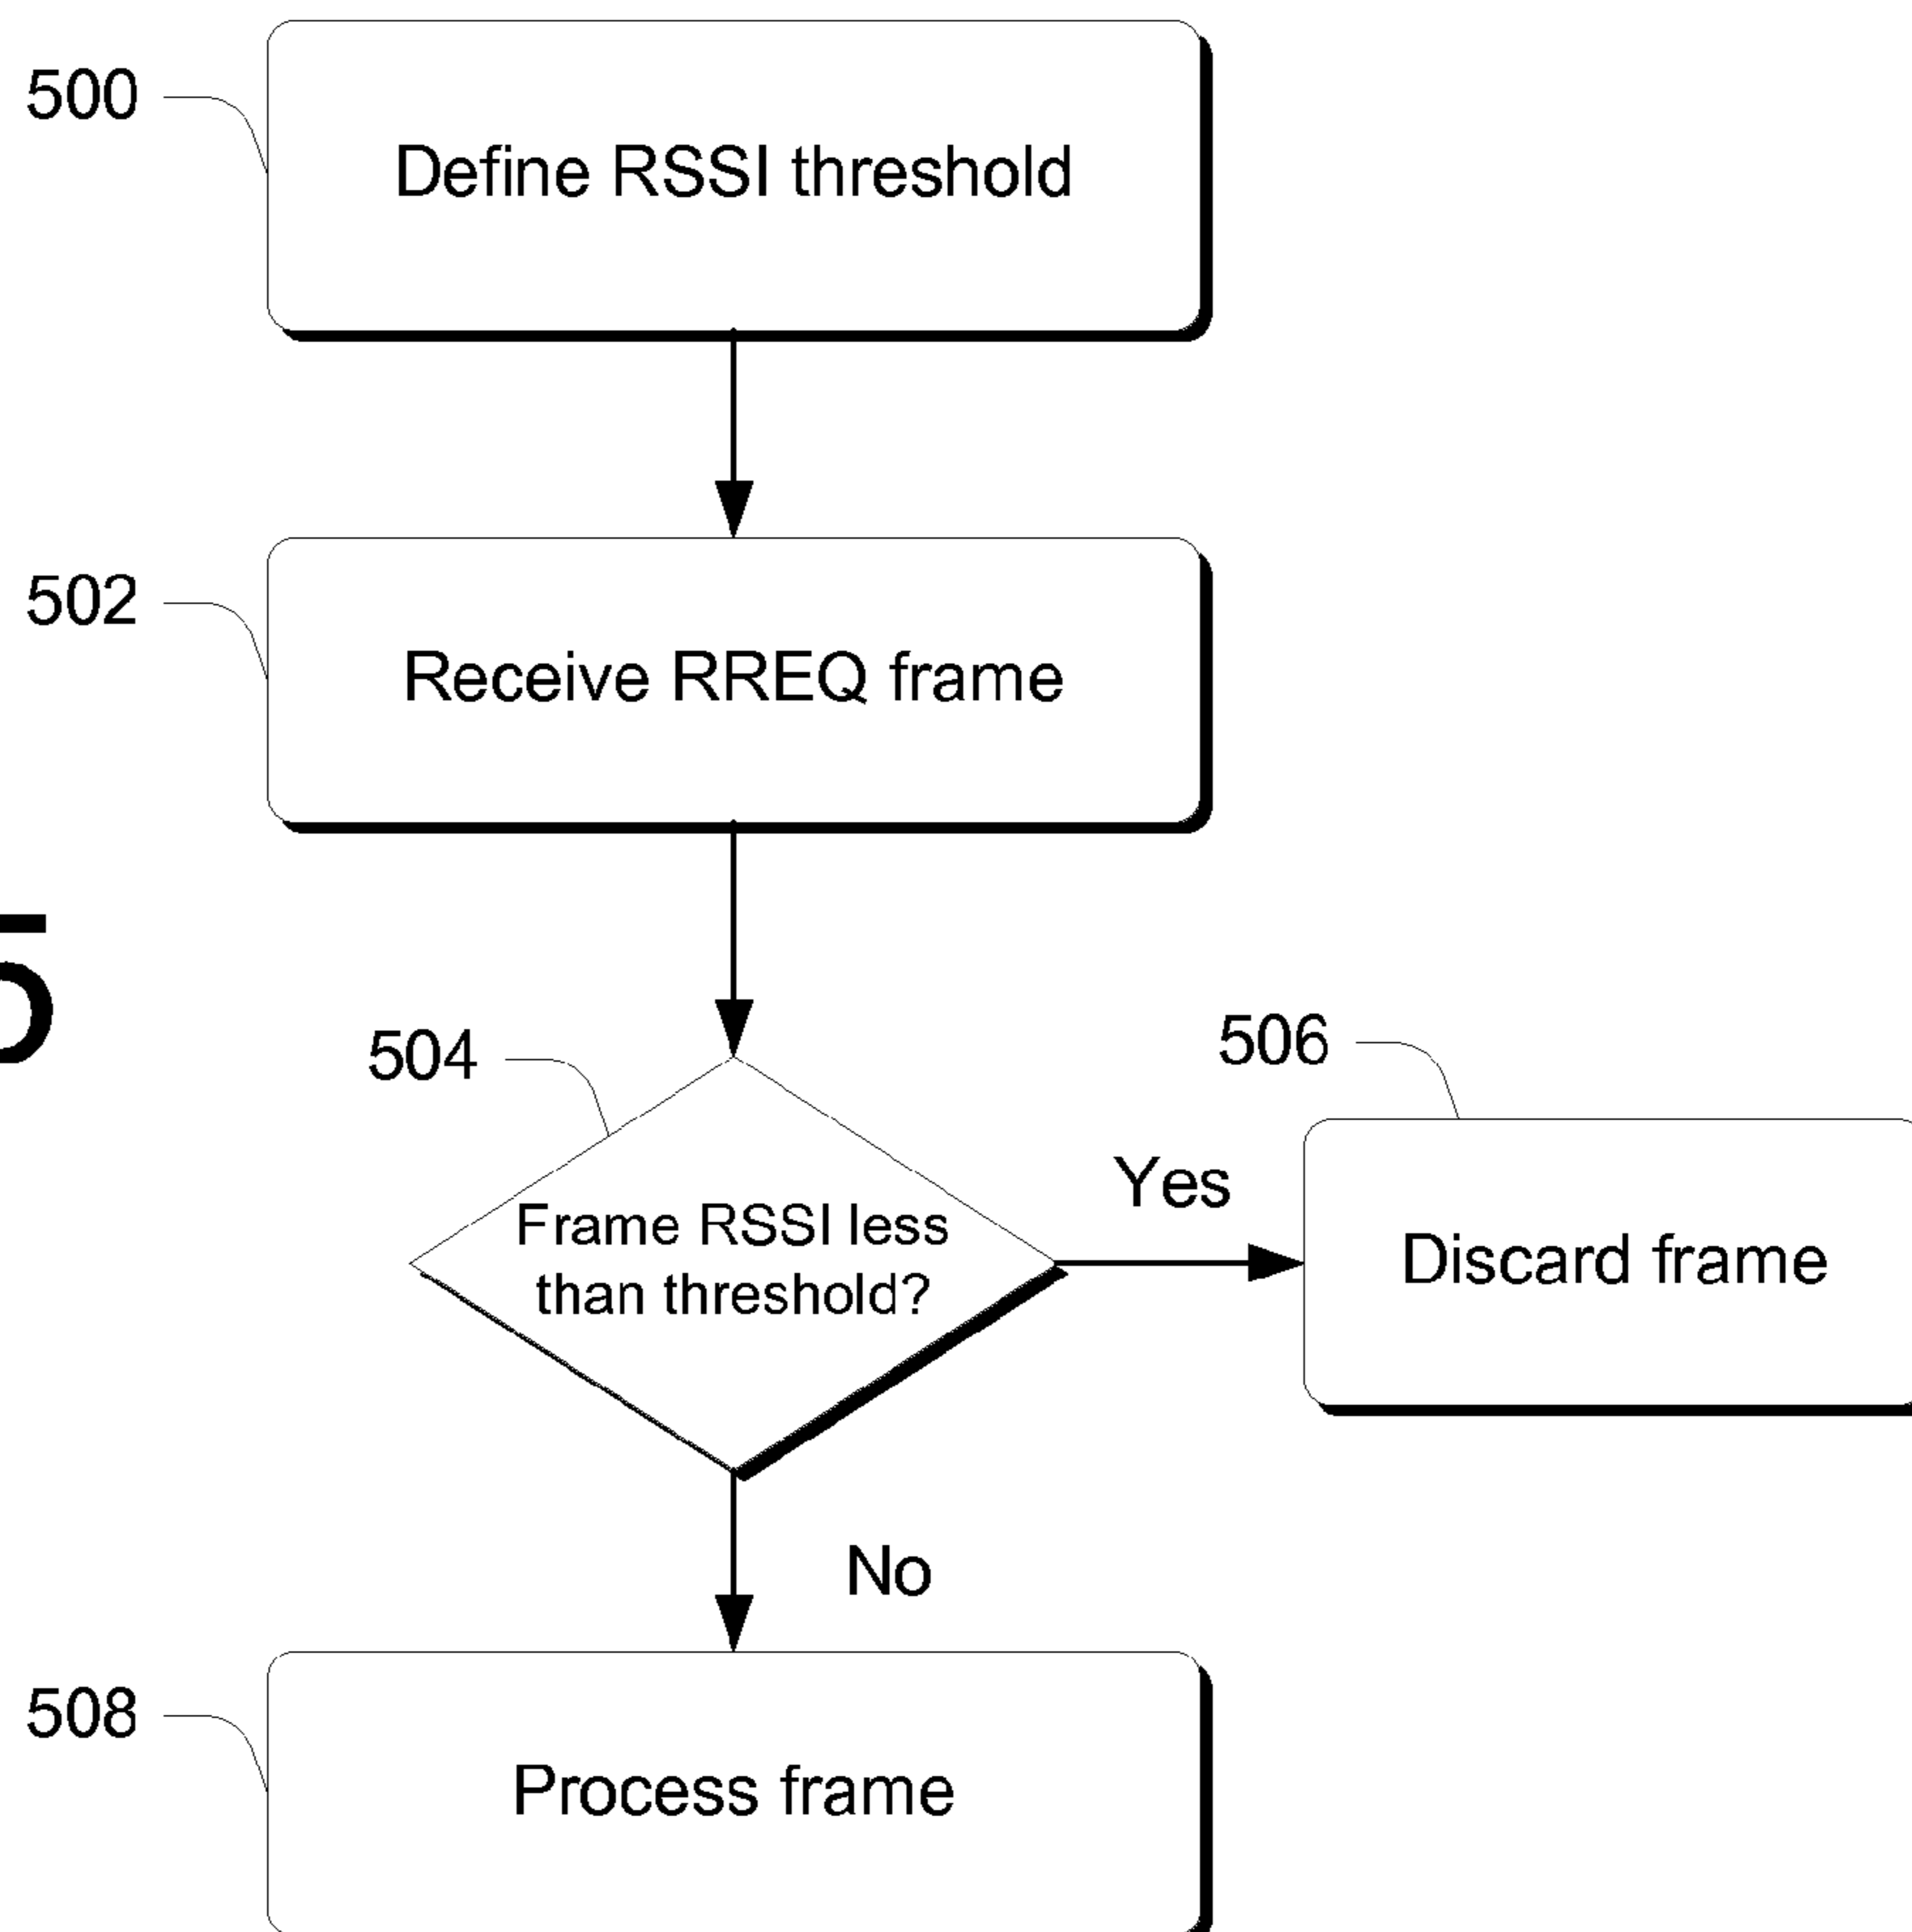 500
Define RSSI threshold
502
Receive RREQ frame
5
504
506
Frame RSSI less
than threshold?
Yes
Discard frame
No
508
Process frame